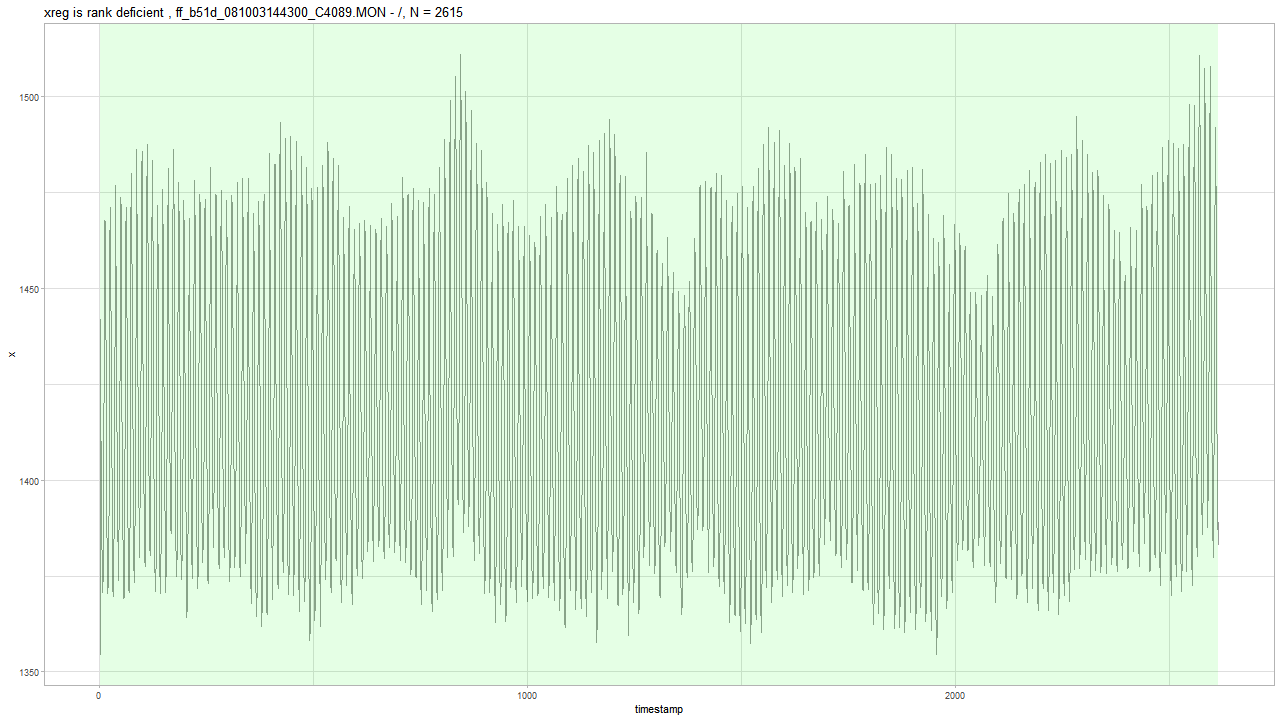 xreg is rank deficient , ff_b51d_081003144300_C4089.MON - /, N = 2615
1500
1450
x
1400
1350
0
1000
2000
timestamp